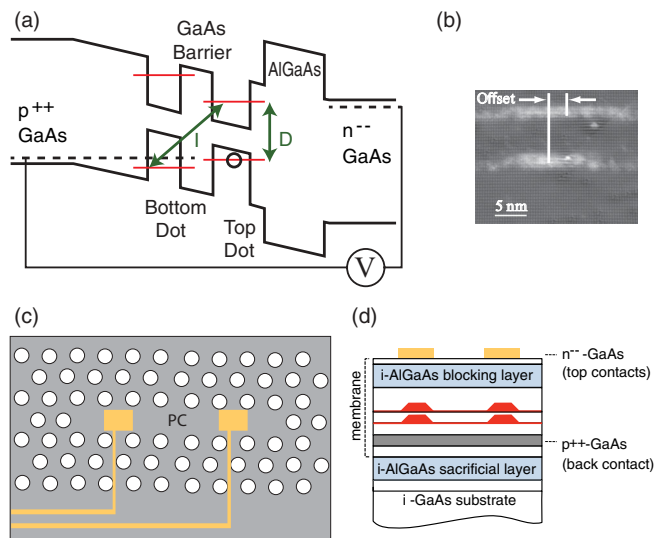 (a)
GaAs
Barrier
AlGaAs
p++
GaAs
I
D
n--
GaAs
Bottom
Dot
Top
Dot
V
(b)
Offset
5 nm
(c)
PC
(d)
membrane
i-AlGaAs blocking layer
i-AlGaAs sacrificial layer
i -GaAs substrate
n-- -GaAs
(top contacts)
p++-GaAs
(back contact)